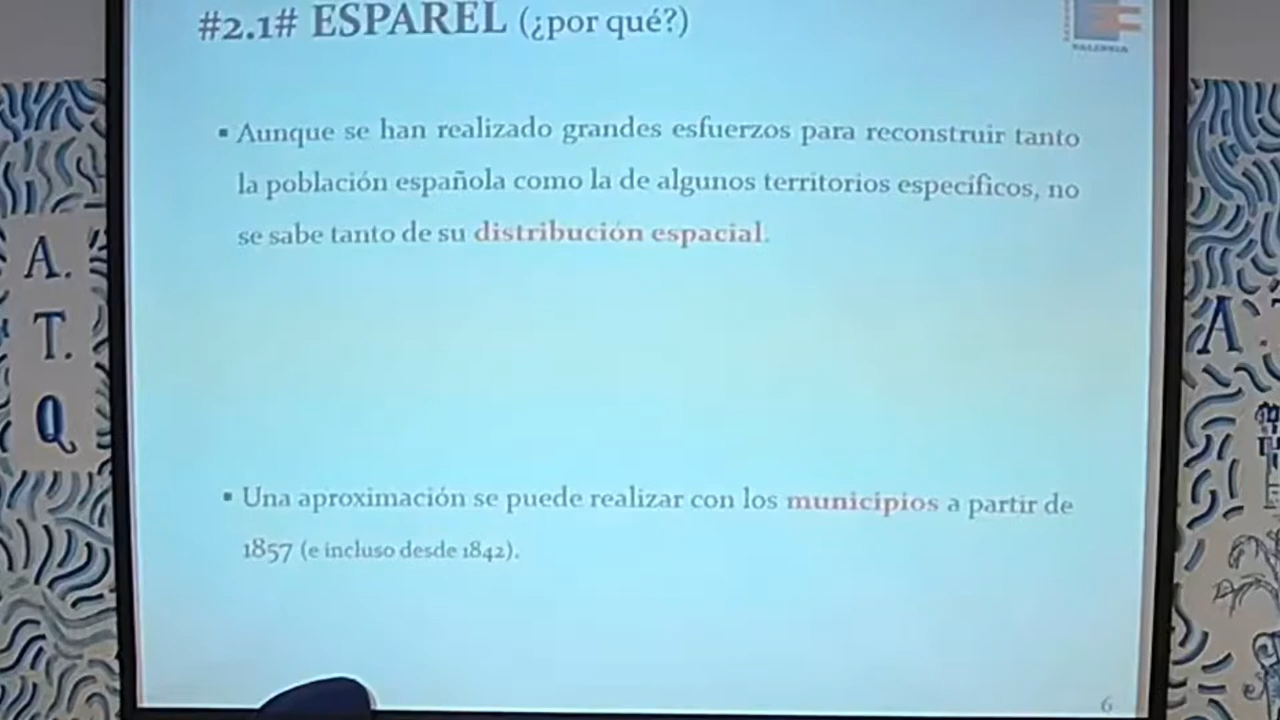 #2.1# ESPAREL (¿por qué?)
VALENCIA
▪ Aunque se han realizado grandes esfuerzos para reconstruir tanto
la población española como la de algunos territorios específicos, no
se sabe tanto de su distribución espacial.
▪ Una aproximación se puede realizar con los municipios a partir de
1857 (e incluso desde 1842).
6
A.
T.
Q
A.